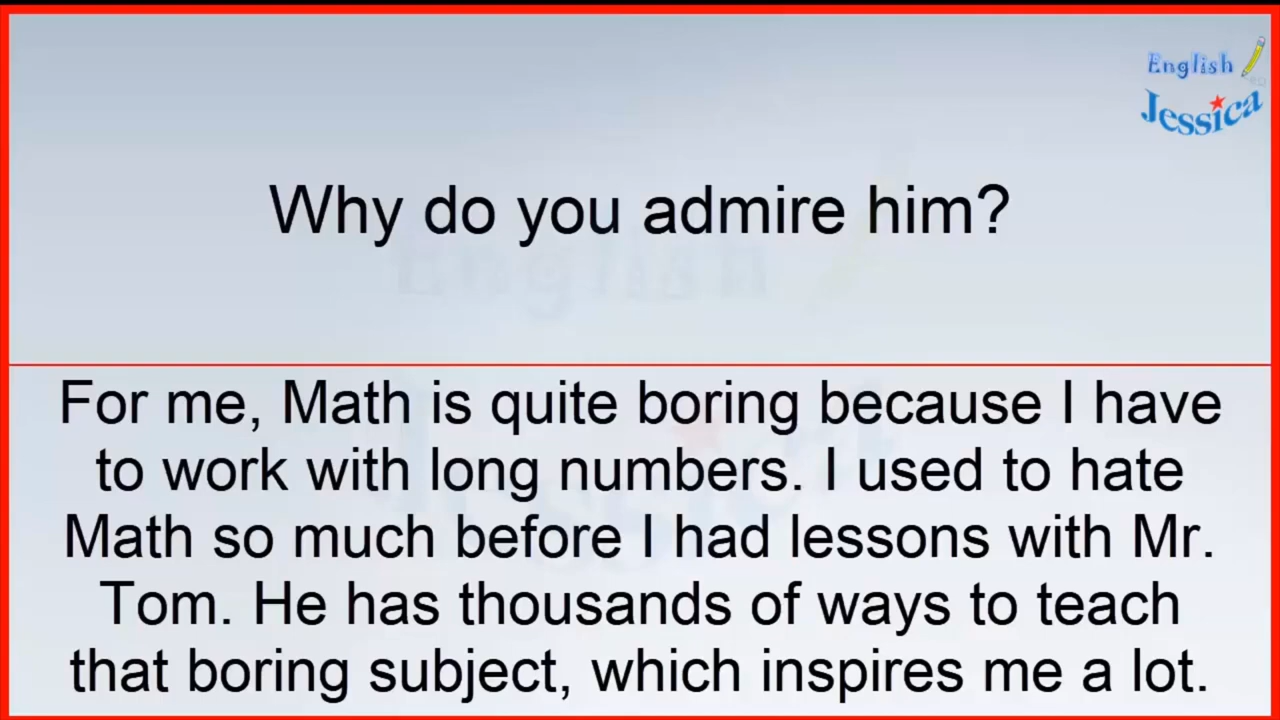 English
Jessica
Why do you admire him?
For me, Math is quite boring because I have
to work with long numbers. I used to hate
Math so much before I had lessons with Mr.
Tom. He has thousands of ways to teach
that boring subject, which inspires me a lot.